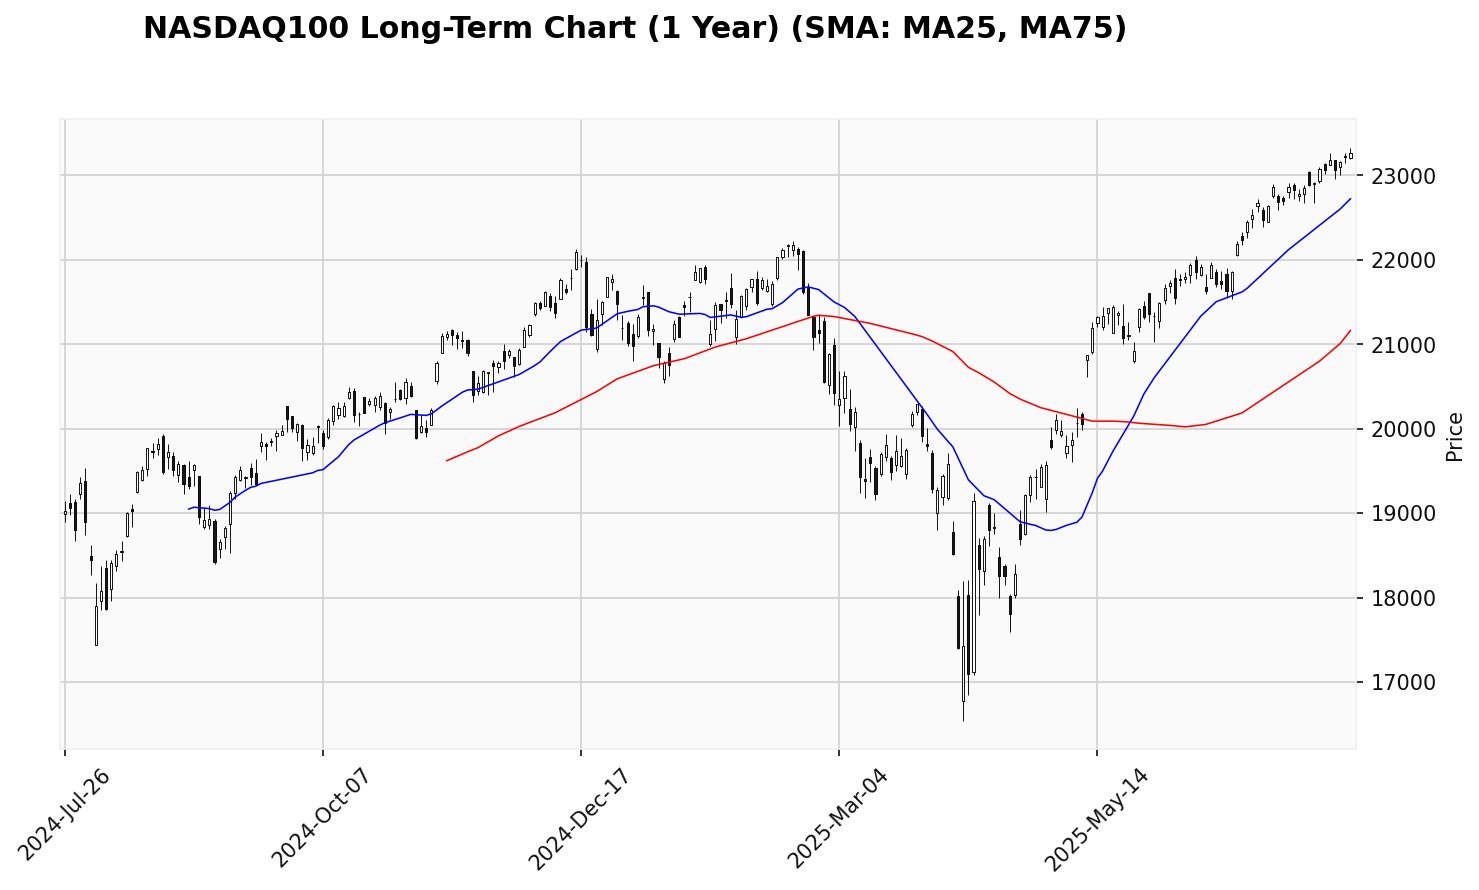 NASDAQ100 Long-Term Chart (1 Year) (SMA: MA25, MA75)
23000
22000
21000
20000
19000
18000
17000
Price
2024-Jul-26
2024-Oct-07
2024-Dec-17
2025-Mar-04
2025-May-14